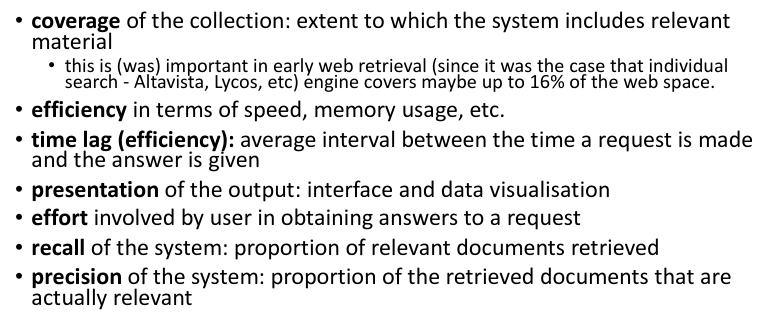 • coverage of the collection: extent to which the system includes relevant
material
• this is (was) important in early web retrieval (since it was the case that individual
search - Altavista, Lycos, etc) engine covers maybe up to 16% of the web space.
• efficiency in terms of speed, memory usage, etc.
• time lag (efficiency): average interval between the time a request is made
and the answer is given
• presentation of the output: interface and data visualisation
• effort involved by user in obtaining answers to a request
• recall of the system: proportion of relevant documents retrieved
• precision of the system: proportion of the retrieved documents that are
actually relevant